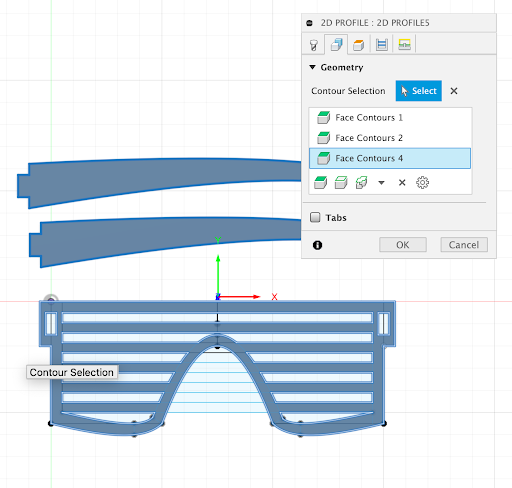 2D PROFILE : 2D PROFILES
Geometry
Contour Selection
Select
Face Contours 1
Face Contours 2
Face Contours 4
Tabs
OK
Cancel
Y
X
Contour Selection